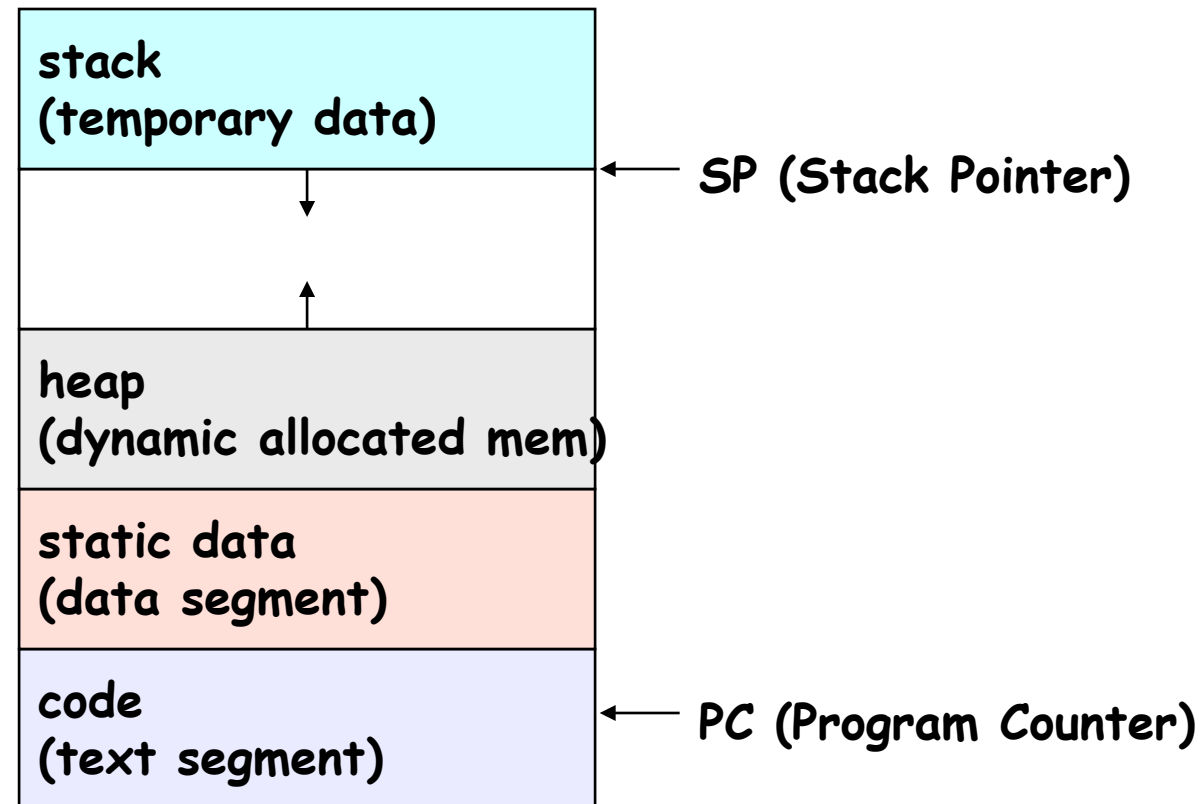 stack
(temporary data)
SP (Stack Pointer)
heap
(dynamic allocated mem)
static data
(data segment)
code
(text segment)
PC (Program Counter)